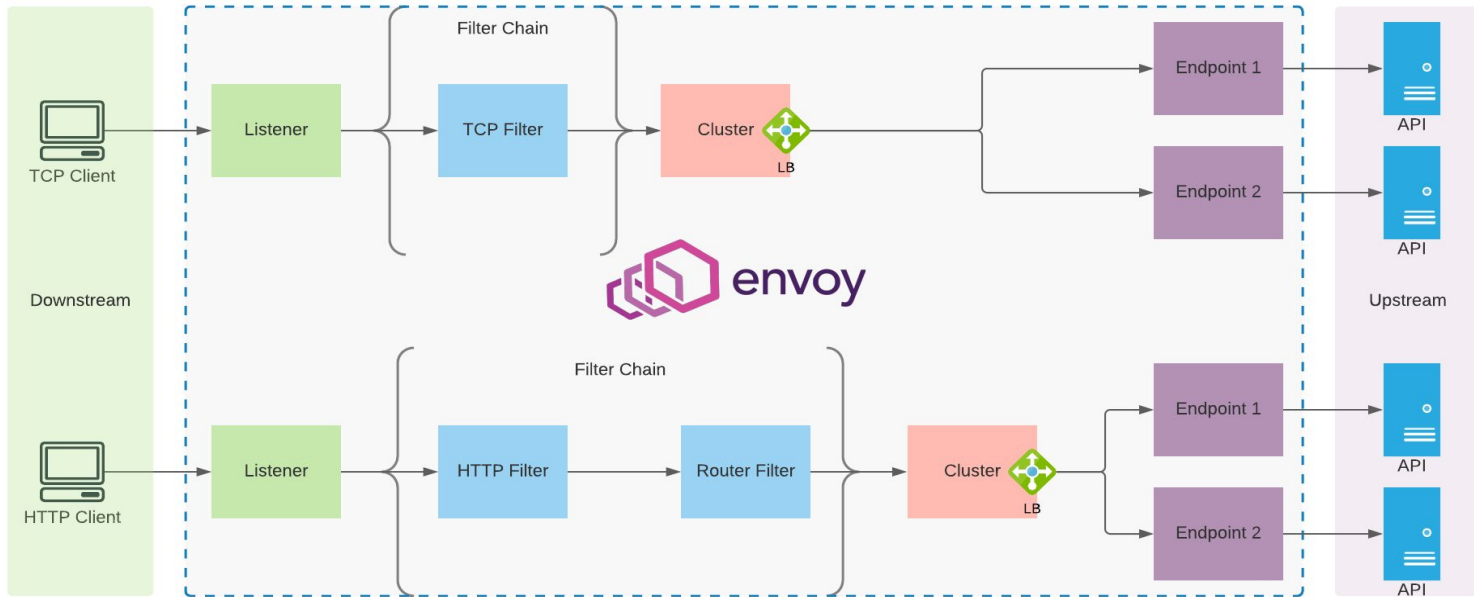 Filter Chain
Listener
TCP Filter
Cluster
LB
Endpoint 1
API
TCP Client
Endpoint 2
API
Downstream
envoy
Upstream
Filter Chain
Listener
HTTP Filter
Router Filter
Cluster
LB
Endpoint 1
API
HTTP Client
Endpoint 2
API